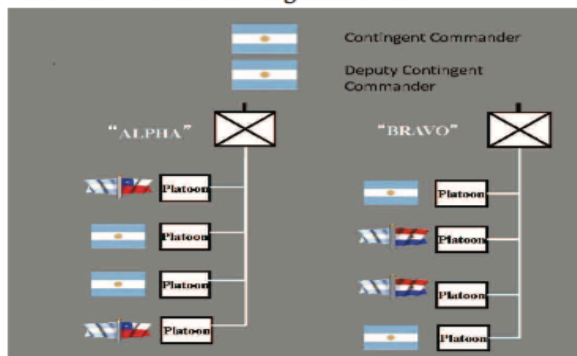 Contingent Commander
Deputy Contingent
Commander
"ALPHA"
"BRAVO"
Platoon
Platoon
Platoon
Platoon
Platoon
Platoon
Platoon
Platoon